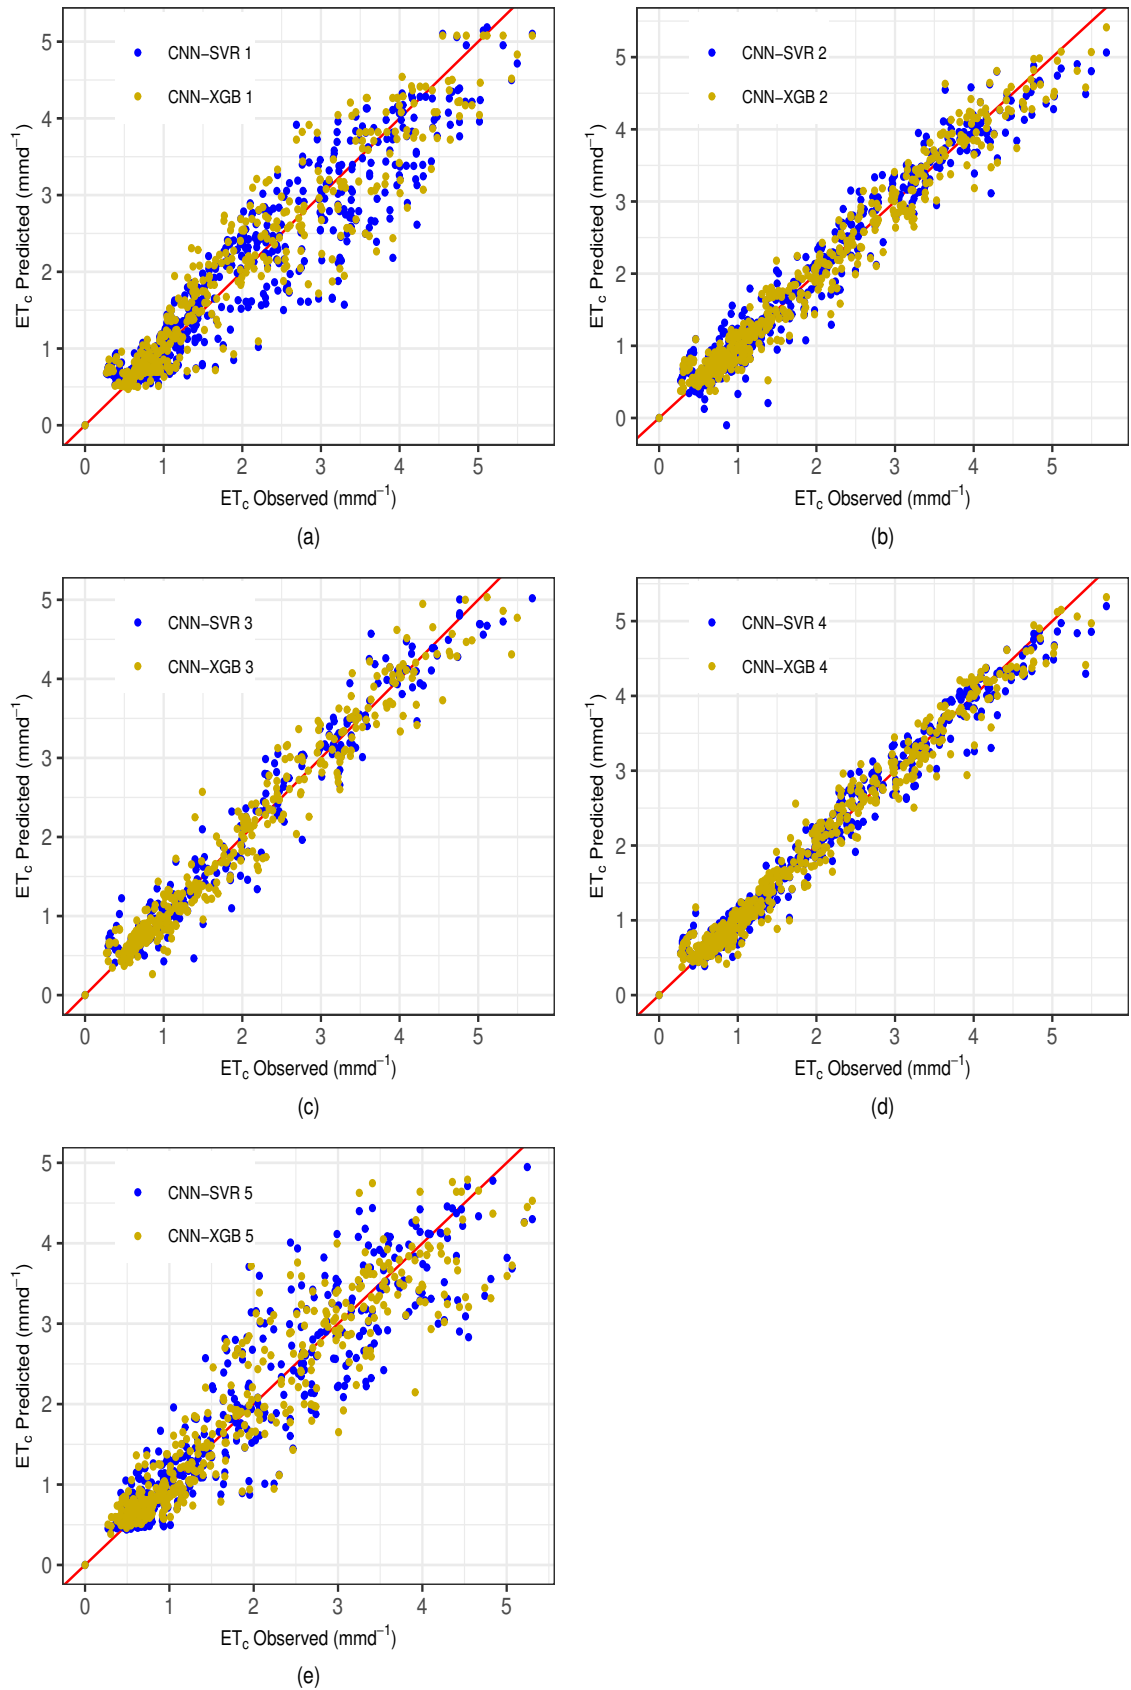 CNN−SVR 1
CNN−XGB 1
5
4
3
2
1
0
ETc Predicted (mmd−1)
0 1 2 3 4 5
ETc Observed (mmd−1)
(a)
CNN−SVR 2
CNN−XGB 2
5
4
3
2
1
0
ETc Predicted (mmd−1)
0 1 2 3 4 5
ETc Observed (mmd−1)
(b)
CNN−SVR 3
CNN−XGB 3
5
4
3
2
1
0
ETc Predicted (mmd−1)
0 1 2 3 4 5
ETc Observed (mmd−1)
(c)
CNN−SVR 4
CNN−XGB 4
5
4
3
2
1
0
ETc Predicted (mmd−1)
0 1 2 3 4 5
ETc Observed (mmd−1)
(d)
CNN−SVR 5
CNN−XGB 5
5
4
3
2
1
0
ETc Predicted (mmd−1)
0 1 2 3 4 5
ETc Observed (mmd−1)
(e)